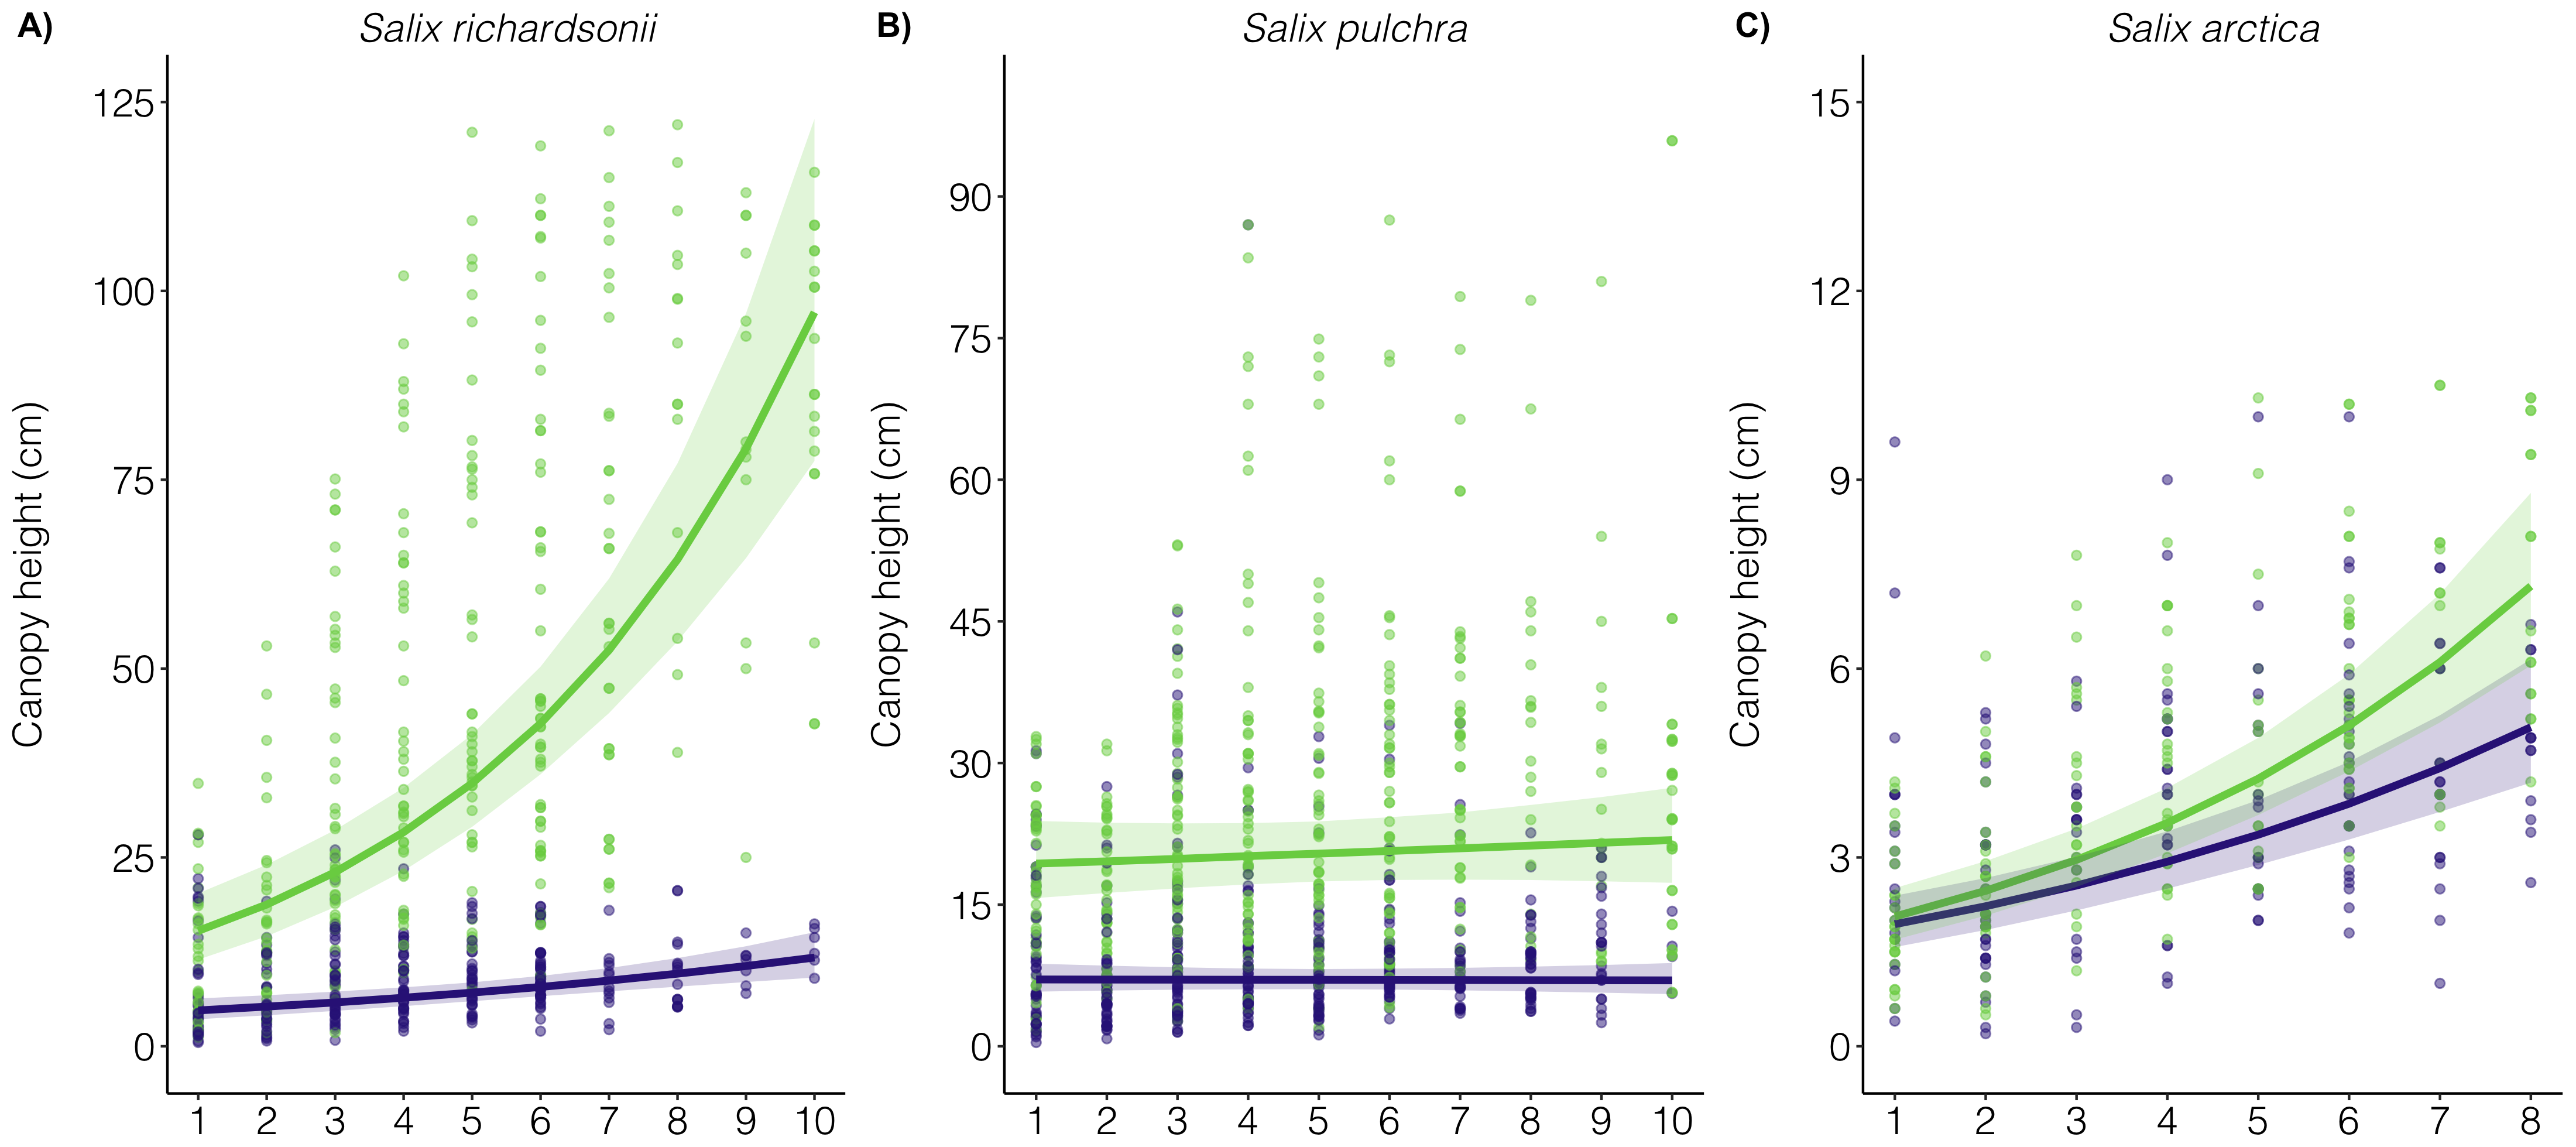 A) Salix richardsonii
Canopy height (cm)
125
100
75
50
25
0
1 2 3 4 5 6 7 8 9 10
B) Salix pulchra
Canopy height (cm)
90
75
60
45
30
15
0
1 2 3 4 5 6 7 8 9 10
C) Salix arctica
Canopy height (cm)
15
12
9
6
3
0
1 2 3 4 5 6 7 8